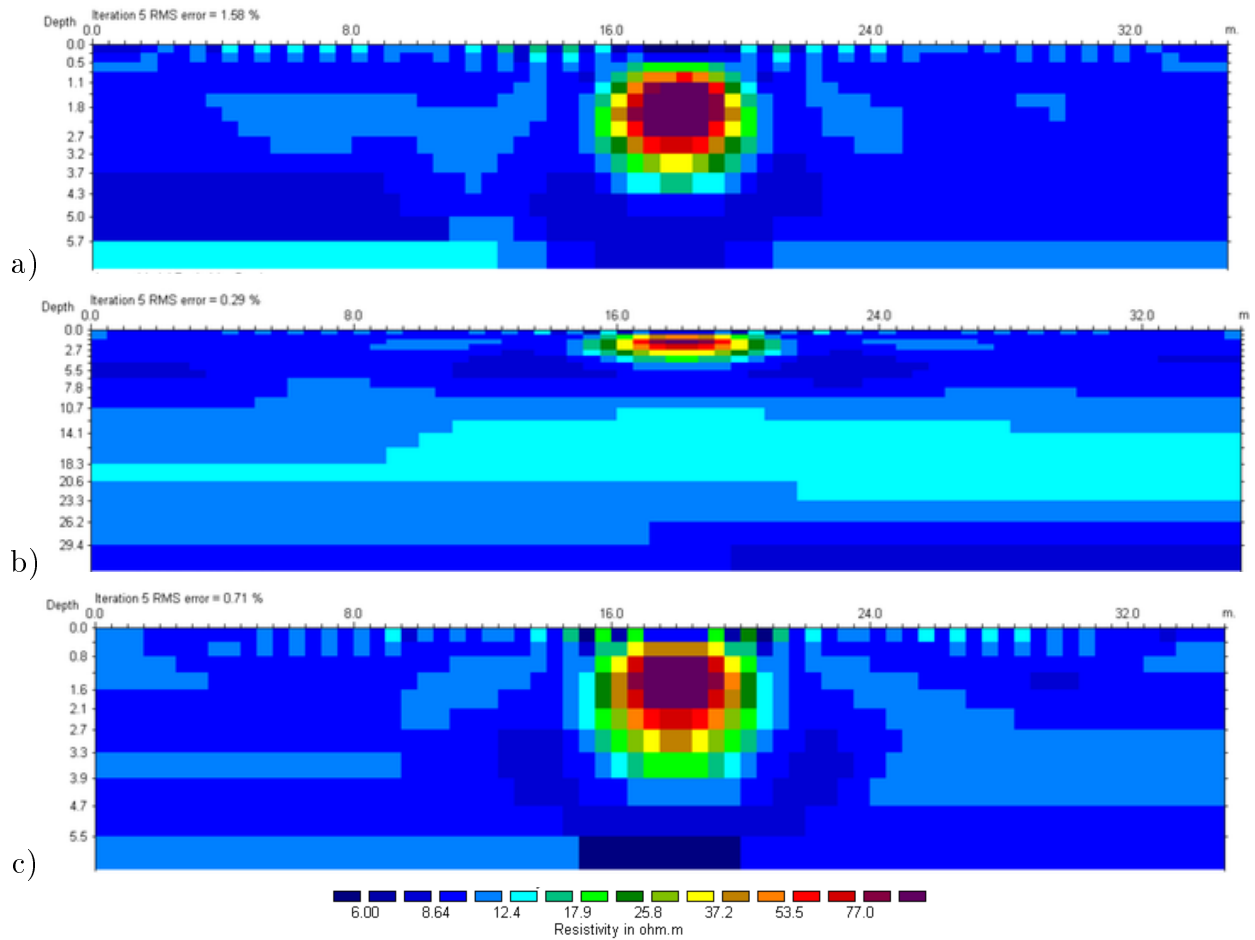 Depth Iteration 5 RMS error = 1.58 %
0.0 8.0 16.0 24.0 32.0 m.
0.0
0.5
1.1
1.8
2.7
3.2
3.7
4.3
5.0
5.7
a)
Depth Iteration 5 RMS error = 0.29 %
0.0 8.0 16.0 24.0 32.0 m
0.0
2.7
5.5
7.8
10.7
14.1
18.3
20.6
23.3
26.2
29.4
b)
Depth Iteration 5 RMS error = 0.71 %
0.0 8.0 16.0 24.0 32.0 m.
0.0
0.8
1.6
2.1
2.7
3.3
3.9
4.7
5.5
c)
6.00 8.64 12.4 17.9 25.8 37.2 53.5 77.0
Resistivity in ohm.m